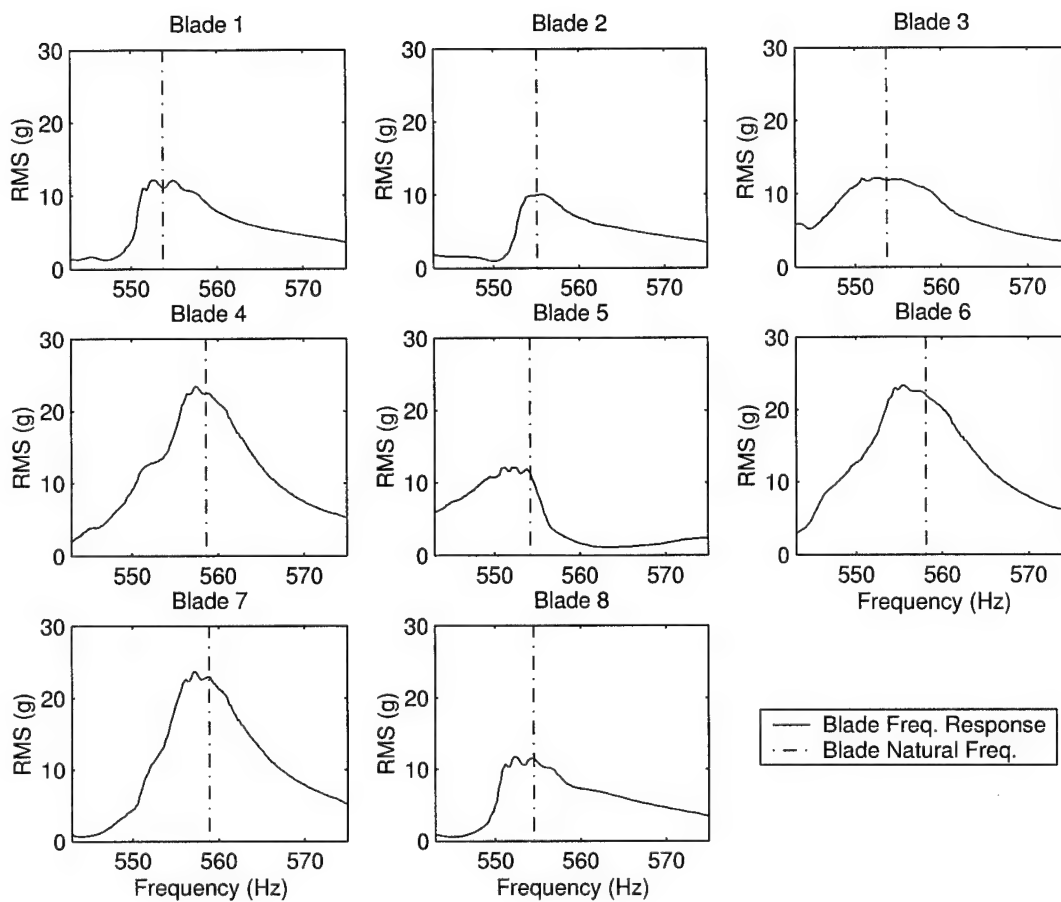 Blade 1
Blade 2
Blade 3
30
20
10
0
RMS (g)
550
560
570
30
20
10
0
RMS (g)
550
560
570
30
20
10
0
RMS (g)
550
560
570
Blade 4
Blade 5
Blade 6
30
20
10
0
RMS (g)
550
560
570
30
20
10
0
RMS (g)
550
560
570
30
20
10
0
RMS (g)
550
560
570
Frequency (Hz)
Blade 7
Blade 8
30
20
10
0
RMS (g)
550
560
570
Frequency (Hz)
30
20
10
0
RMS (g)
550
560
570
Frequency (Hz)
Blade Freq. Response
Blade Natural Freq.